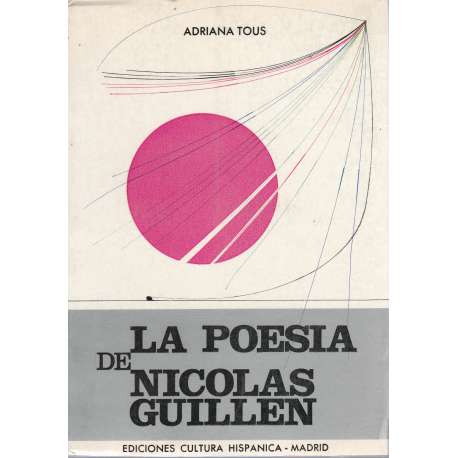 ADRIANA TOUS
LA POESIA
DE NICOLAS
GUILLEN
EDICIONES CULTURA HISPANICA - MADRID